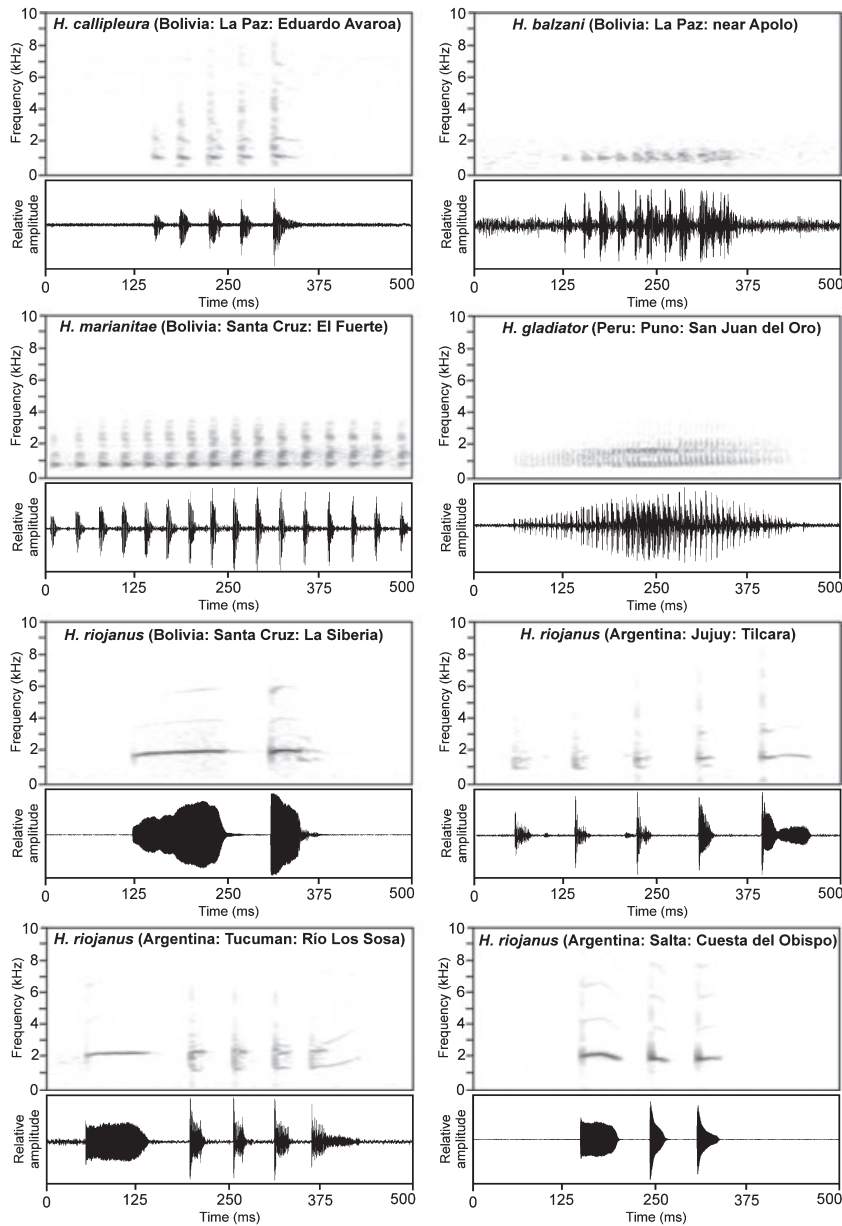 H. callipleura (Bolivia: La Paz: Eduardo Avaroa)
Frequency (kHz)
10
8
6
4
2
0
Relative
amplitude
0 125 250 375 500
Time (ms)
H. balzani (Bolivia: La Paz: near Apolo)
Frequency (kHz)
10
8
6
4
2
0
Relative
amplitude
0 125 250 375 500
Time (ms)
H. marianitae (Bolivia: Santa Cruz: El Fuerte)
Frequency (kHz)
10
8
6
4
2
0
Relative
amplitude
0 125 250 375 500
Time (ms)
H. gladiator (Peru: Puno: San Juan del Oro)
Frequency (kHz)
10
8
6
4
2
0
Relative
amplitude
0 125 250 375 500
Time (ms)
H. riojanus (Bolivia: Santa Cruz: La Siberia)
Frequency (kHz)
10
8
6
4
2
0
Relative
amplitude
0 125 250 375 500
Time (ms)
H. riojanus (Argentina: Jujuy: Tilcara)
Frequency (kHz)
10
8
6
4
2
0
Relative
amplitude
0 125 250 375 500
Time (ms)
H. riojanus (Argentina: Tucuman: Río Los Sosa)
Frequency (kHz)
10
8
6
4
2
0
Relative
amplitude
0 125 250 375 500
Time (ms)
H. riojanus (Argentina: Salta: Cuesta del Obispo)
Frequency (kHz)
10
8
6
4
2
0
Relative
amplitude
0 125 250 375 500
Time (ms)